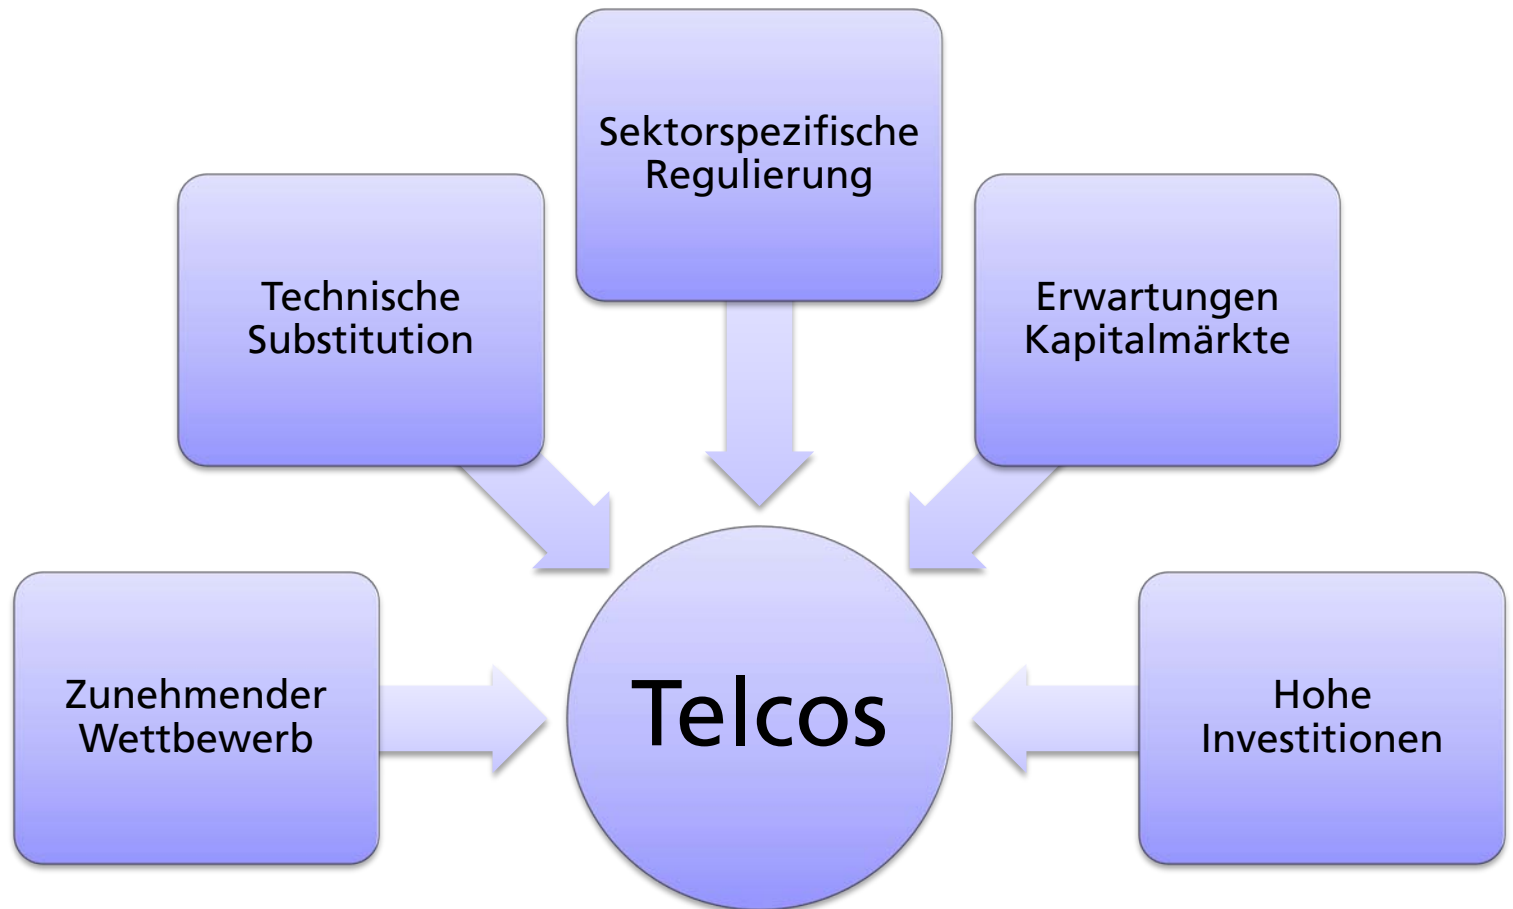 Sektorspezifische
Regulierung
Technische
Substitution
Erwartungen
Kapitalmärkte
Zunehmender
Wettbewerb
Telcos
Hohe
Investitionen